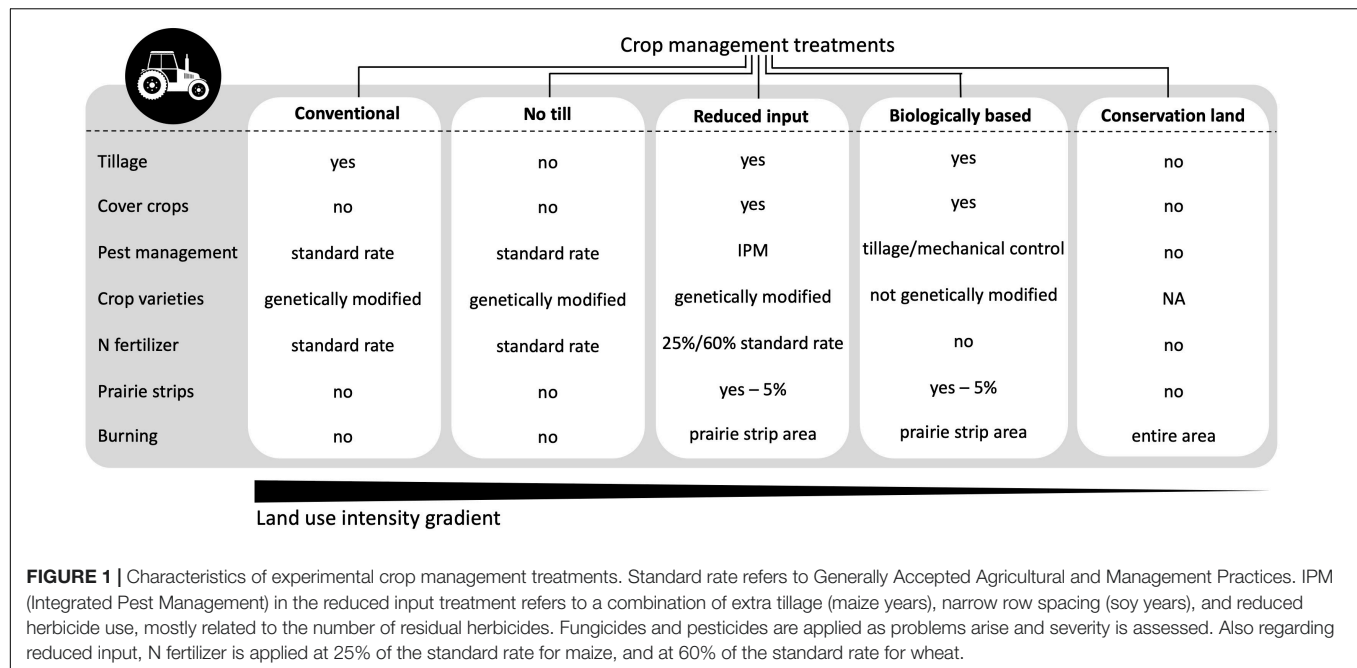 Crop management treatments
Conventional No till Reduced input Biologically based Conservation land
Tillage yes no yes yes no
Cover crops no no yes yes no
Pest management standard rate standard rate IPM tillage/mechanical control no
Crop varieties genetically modified genetically modified genetically modified not genetically modified NA
N fertilizer standard rate standard rate 25%/60% standard rate no no
Prairie strips no no yes – 5% yes – 5% no
Burning no no prairie strip area prairie strip area entire area
Land use intensity gradient
FIGURE 1 | Characteristics of experimental crop management treatments. Standard rate refers to Generally Accepted Agricultural and Management Practices. IPM
(Integrated Pest Management) in the reduced input treatment refers to a combination of extra tillage (maize years), narrow row spacing (soy years), and reduced
herbicide use, mostly related to the number of residual herbicides. Fungicides and pesticides are applied as problems arise and severity is assessed. Also regarding
reduced input, N fertilizer is applied at 25% of the standard rate for maize, and at 60% of the standard rate for wheat.